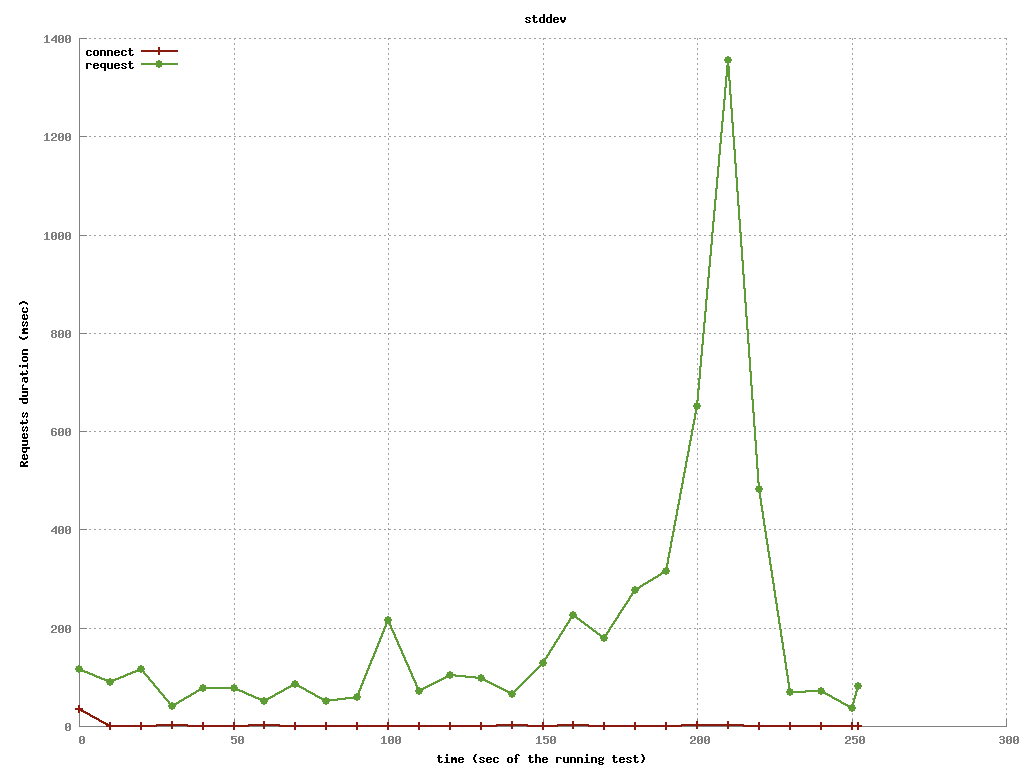 stddev
connect
request
1400
1200
1000
800
600
400
200
0
Requests duration (msec)
0 50 100 150 200 250 300
time (sec of the running test)